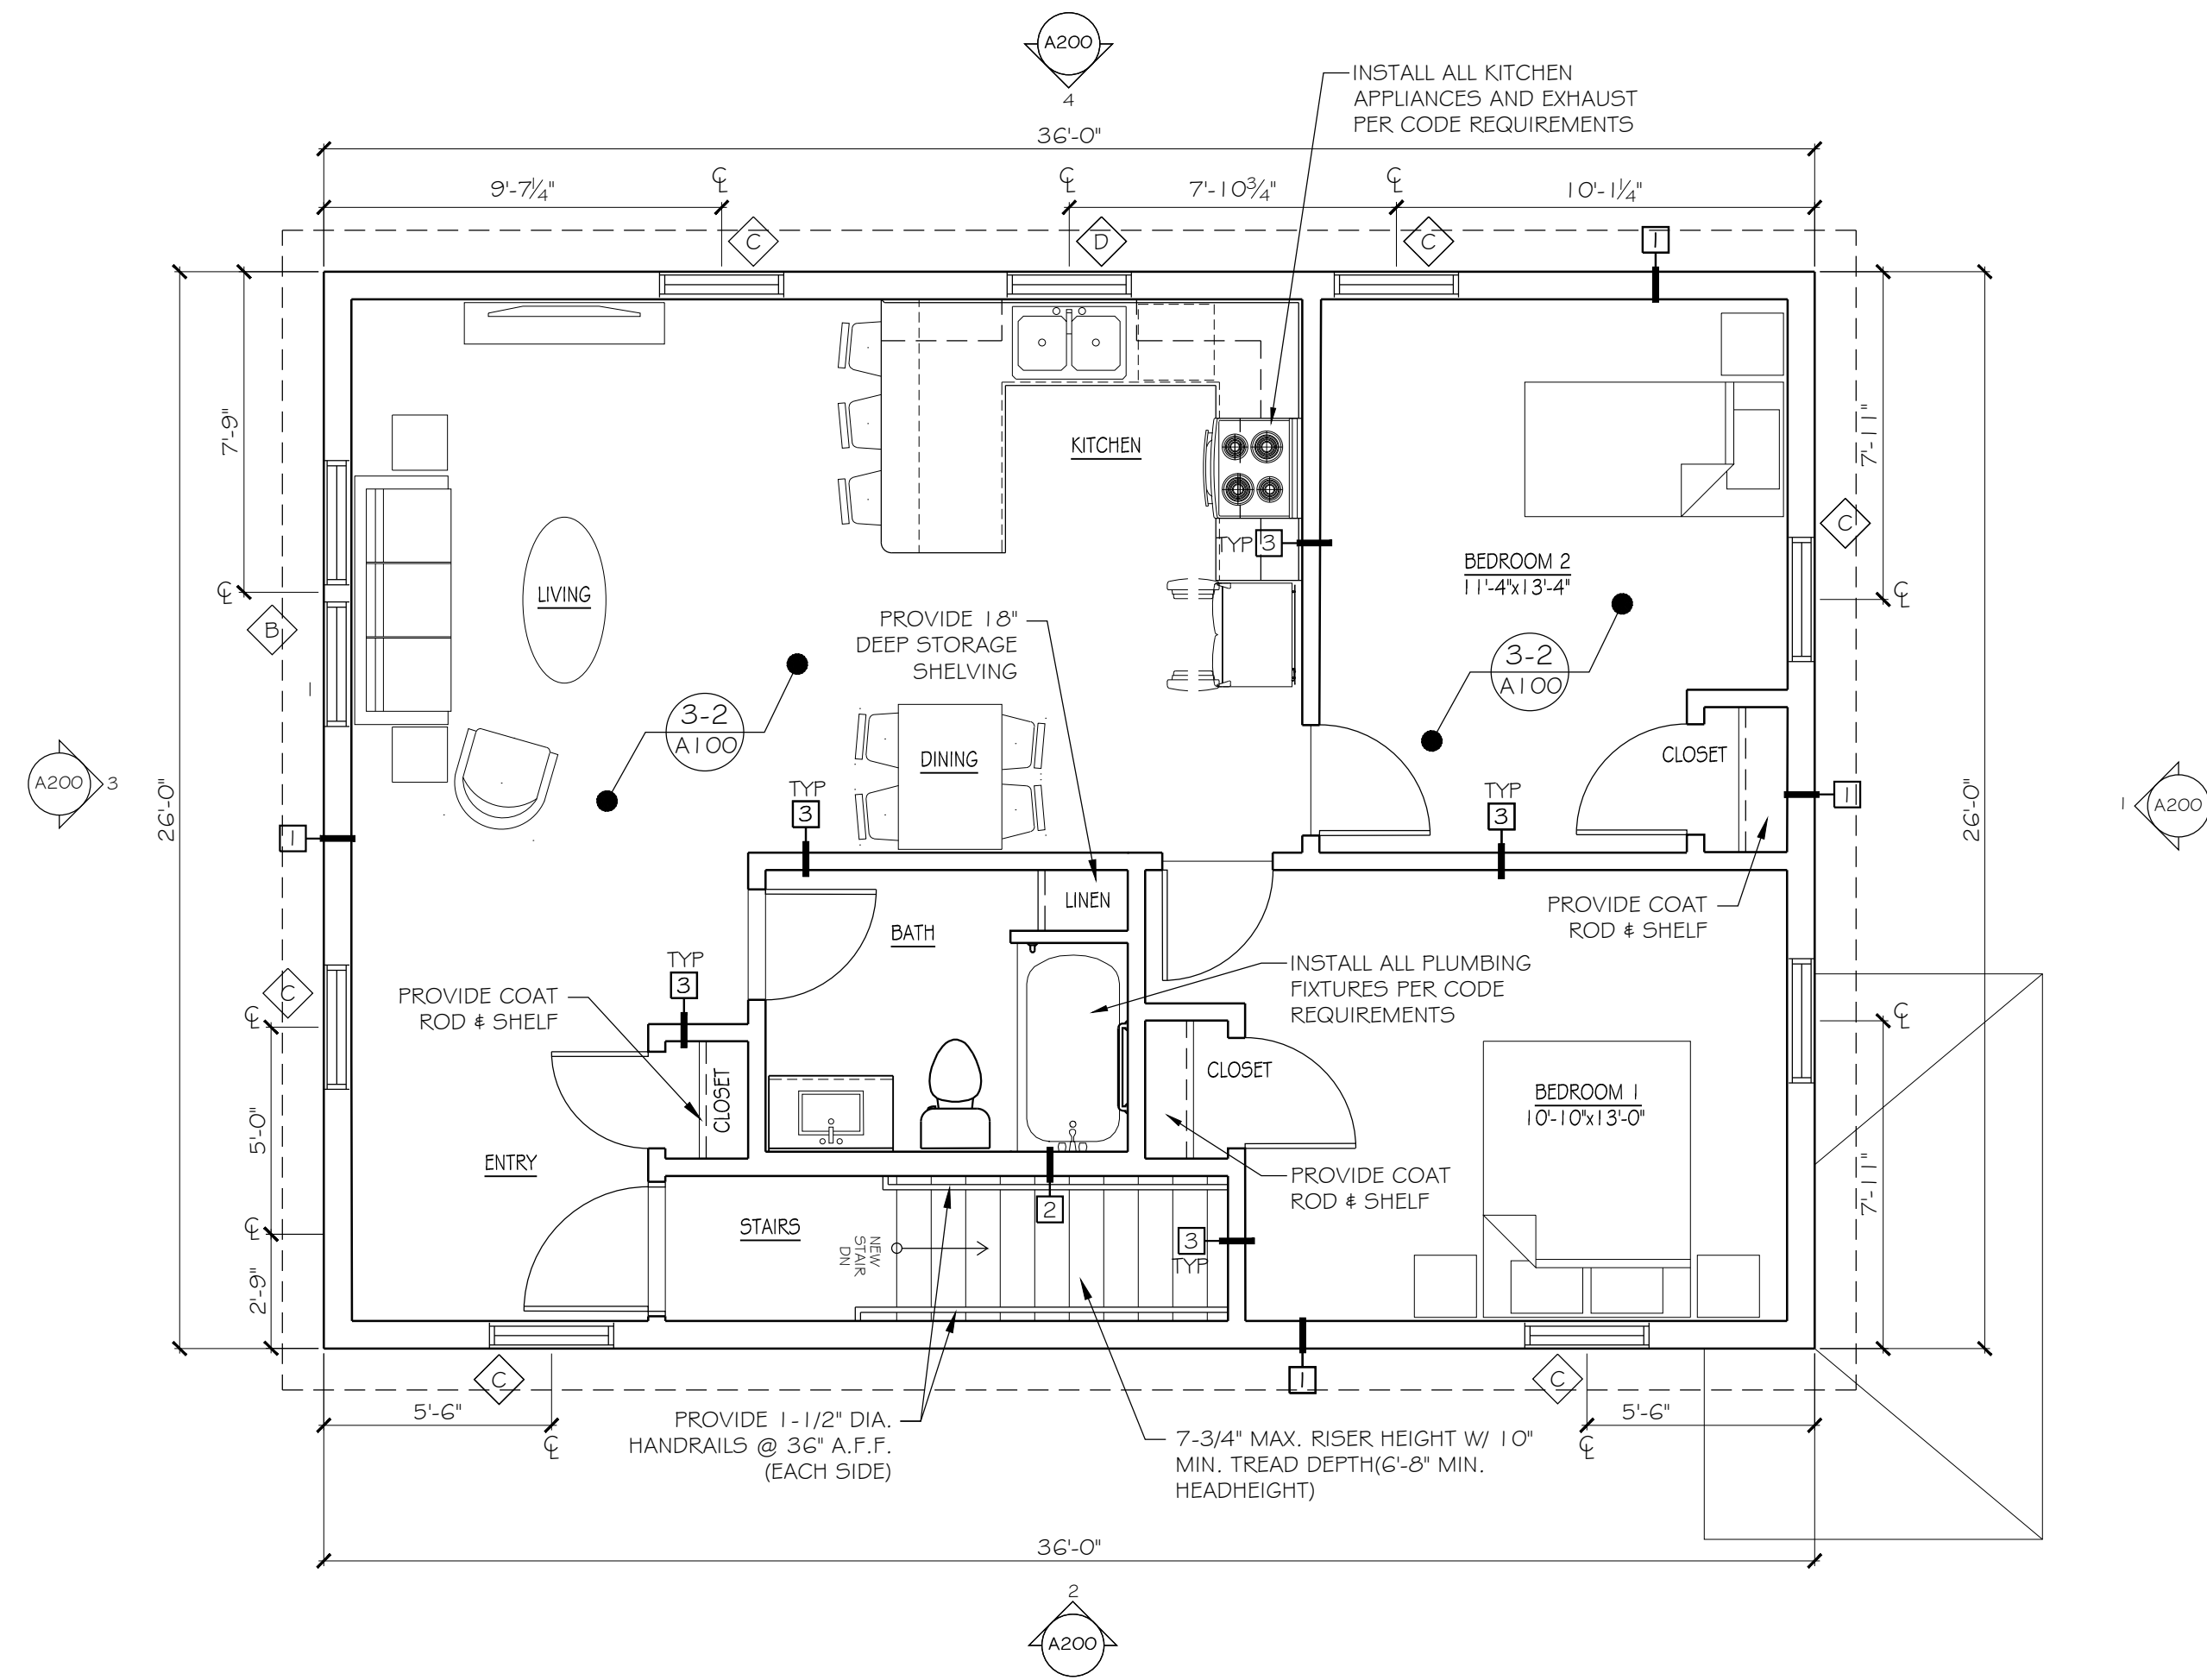 A200
4
INSTALL ALL KITCHEN
APPLIANCES AND EXHAUST
PER CODE REQUIREMENTS
36'-0"
9'-7¼"
℄
℄
7'-10¾"
℄
10'-1¼"
C
D
C
1
7'-9"
℄
B
1
26'-0"
A200
3
1
C
℄
5'-0"
℄
2'-9"
KITCHEN
LIVING
TYP 3
BEDROOM 2
11'-4"x13'-4"
PROVIDE 18"
DEEP STORAGE
SHELVING
3-2
A100
3-2
A100
DINING
CLOSET
TYP
3
TYP
3
7'-11"
C
℄
1
26'-0"
1
A200
LINEN
BATH
PROVIDE COAT
ROD & SHELF
TYP
3
PROVIDE COAT
ROD & SHELF
INSTALL ALL PLUMBING
FIXTURES PER CODE
REQUIREMENTS
℄
CLOSET
CLOSET
BEDROOM 1
10'-10"x13'-0"
ENTRY
PROVIDE COAT
ROD & SHELF
7'-11"
2
STAIRS
NEW
STAIR
DN
3
TYP
C
1
C
5'-6"
℄
5'-6"
℄
PROVIDE 1-1/2" DIA.
HANDRAILS @ 36" A.F.F.
(EACH SIDE)
7-3/4" MAX. RISER HEIGHT W/ 10"
MIN. TREAD DEPTH(6'-8" MIN.
HEADHEIGHT)
36'-0"
2
A200